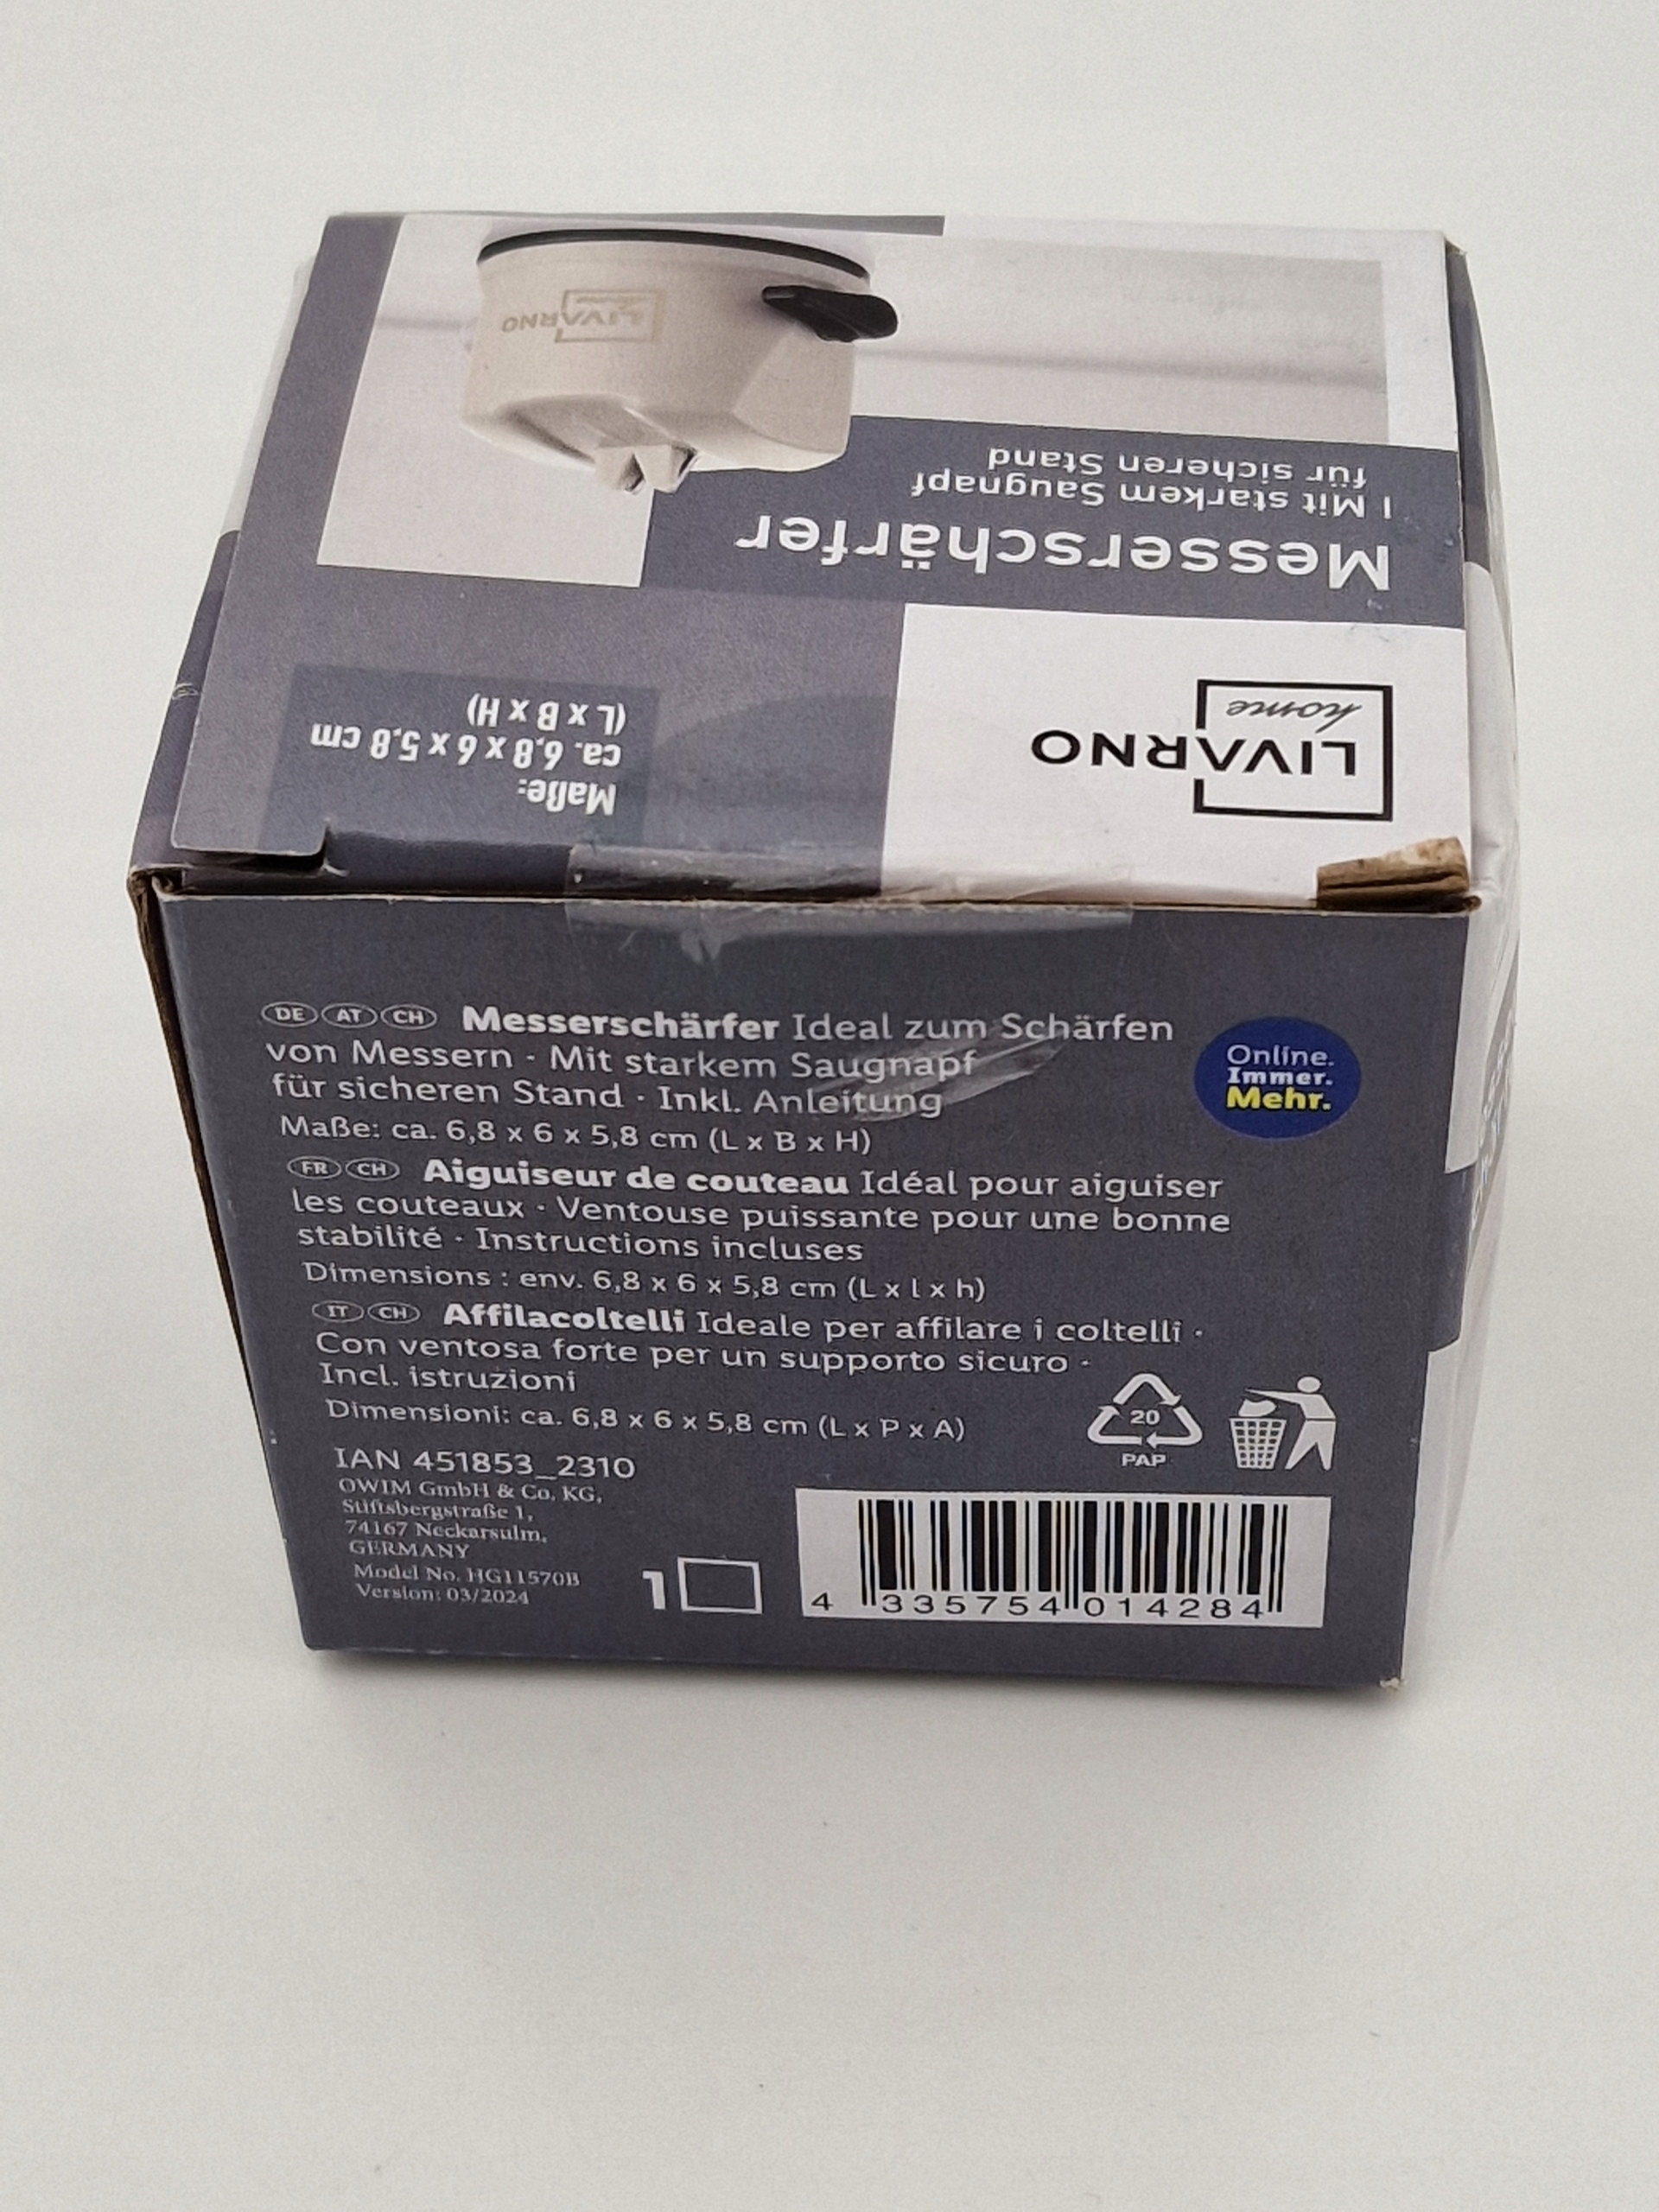 LIVARNO
home
Messerschärfer
| Mit starkem Saugnapf
für sicheren Stand
LIVARNO
home
Maße:
ca. 6,8 x 6 x 5,8 cm
(L x B x H)
DE AT CH Messerschärfer Ideal zum Schärfen
von Messern · Mit starkem Saugnapf
für sicheren Stand · Inkl. Anleitung
Maße: ca. 6,8 x 6 x 5,8 cm (L x B x H)
FR CH Aiguiseur de couteau Idéal pour aiguiser
les couteaux · Ventouse puissante pour une bonne
stabilité · Instructions incluses
Dimensions : env. 6,8 x 6 x 5,8 cm (L x l x h)
IT CH Affilacoltelli Ideale per affilare i coltelli ·
Con ventosa forte per un supporto sicuro ·
Incl. istruzioni
Dimensioni: ca. 6,8 x 6 x 5,8 cm (L x P x A)
Online.
Immer.
Mehr.
20
PAP
IAN 451853_2310
OWIM GmbH & Co. KG,
Stiftsbergstraße 1,
74167 Neckarsulm,
GERMANY
Model No. HG11570B
Version: 03/2024
1
4 335754 014284